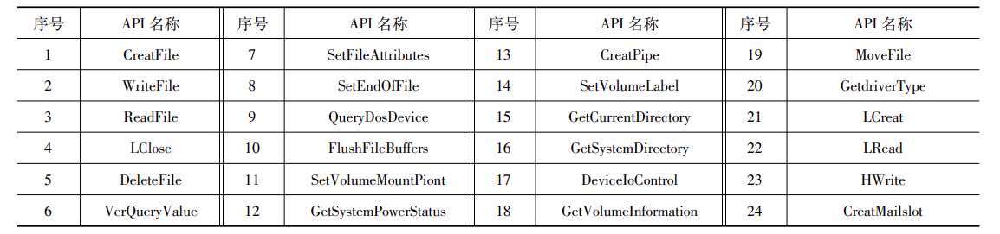 序号 API 名称 序号 API 名称 序号 API 名称 序号 API 名称
1 CreatFile 7 SetFileAttributes 13 CreatPipe 19 MoveFile
2 WriteFile 8 SetEndOfFile 14 SetVolumeLabel 20 GetdriverType
3 ReadFile 9 QueryDosDevice 15 GetCurrentDirectory 21 LCreat
4 LClose 10 FlushFileBuffers 16 GetSystemDirectory 22 LRead
5 DeleteFile 11 SetVolumeMountPiont 17 DeviceIoControl 23 HWrite
6 VerQueryValue 12 GetSystemPowerStatus 18 GetVolumeInformation 24 CreatMailslot